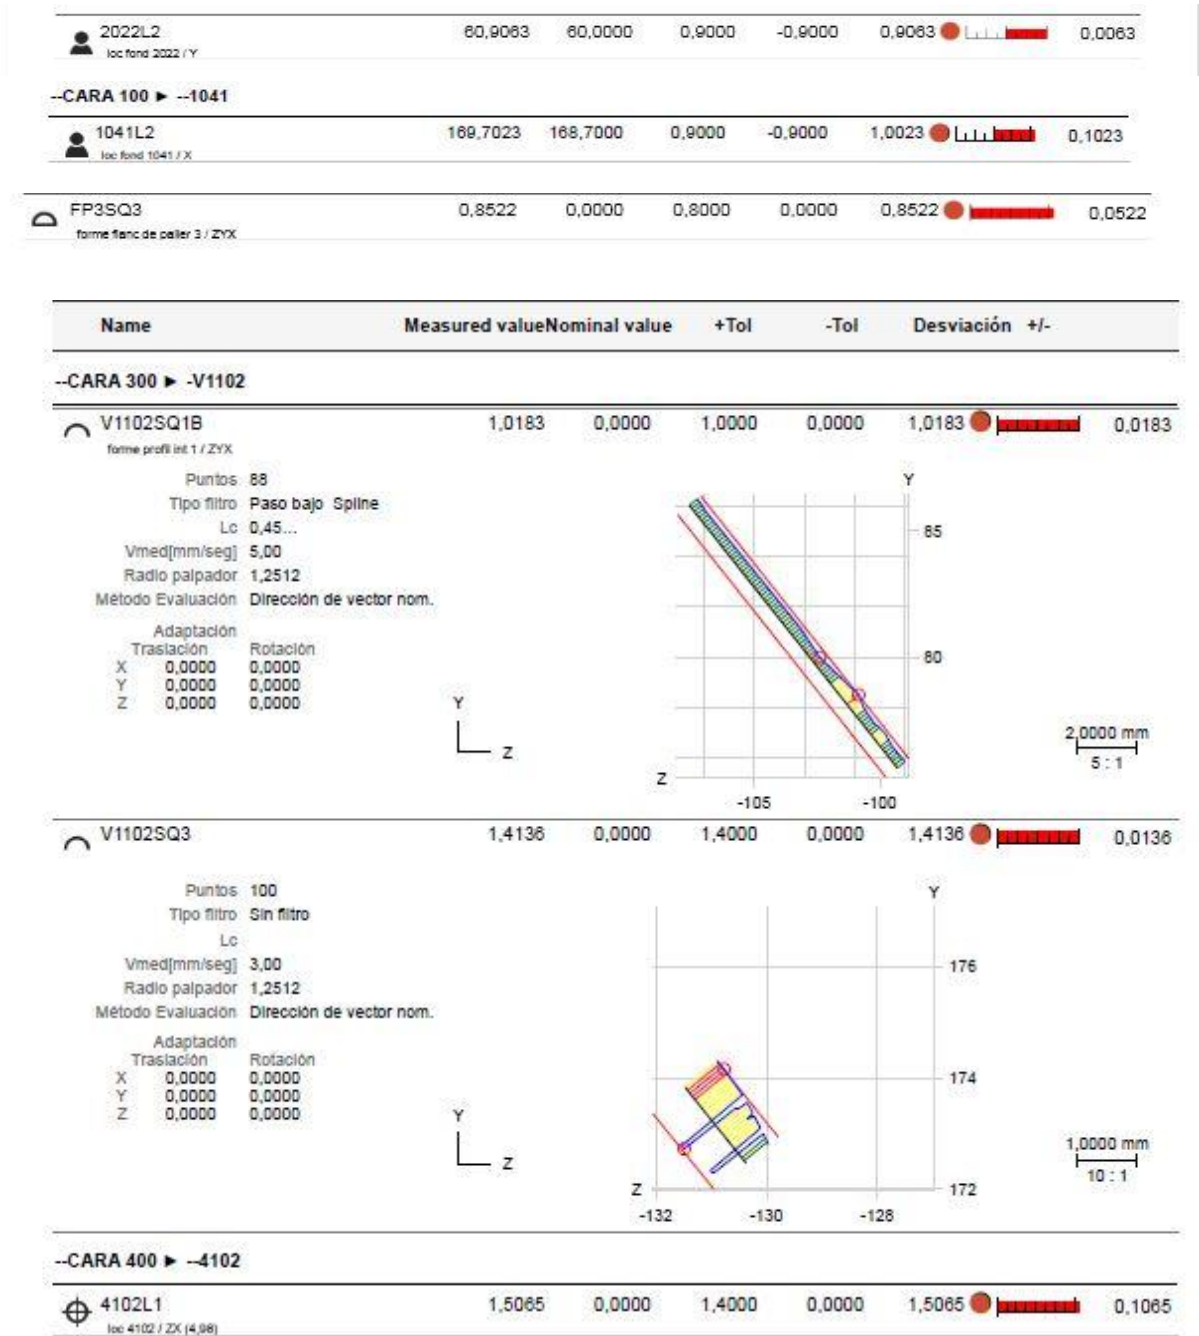 2022L2 60,9063 60,0000 0,9000 -0,9000 0,9063 0,0063
loc fond 2022 / Y
--CARA 100 ► --1041
1041L2 169,7023 168,7000 0,9000 -0,9000 1,0023 0,1023
loc fond 1041 / X
FP3SQ3 0,8522 0,0000 0,8000 0,0000 0,8522 0,0522
forme flanc de palier 3 / ZYX
Name Measured valueNominal value +Tol -Tol Desviación +/-
--CARA 300 ► -V1102
V1102SQ1B 1,0183 0,0000 1,0000 0,0000 1,0183 0,0183
forme profil int 1 / ZYX
Puntos 88
Tipo filtro Paso bajo Spline
Lc 0,45...
Vmed[mm/seg] 5,00
Radio palpador 1,2512
Método Evaluación Dirección de vector nom.
Adaptación
Traslación Rotación
X 0,0000 0,0000
Y 0,0000 0,0000
Z 0,0000 0,0000
Y
Z
Y
85
80
Z
-105 -100
2,0000 mm
5 : 1
V1102SQ3 1,4136 0,0000 1,4000 0,0000 1,4136 0,0136
Puntos 100
Tipo filtro Sin filtro
Lc
Vmed[mm/seg] 3,00
Radio palpador 1,2512
Método Evaluación Dirección de vector nom.
Adaptación
Traslación Rotación
X 0,0000 0,0000
Y 0,0000 0,0000
Z 0,0000 0,0000
Y
Z
Y
176
174
172
Z
-132 -130 -128
1,0000 mm
10 : 1
--CARA 400 ► --4102
4102L1 1,5065 0,0000 1,4000 0,0000 1,5065 0,1065
loc 4102 / ZX (4,98)